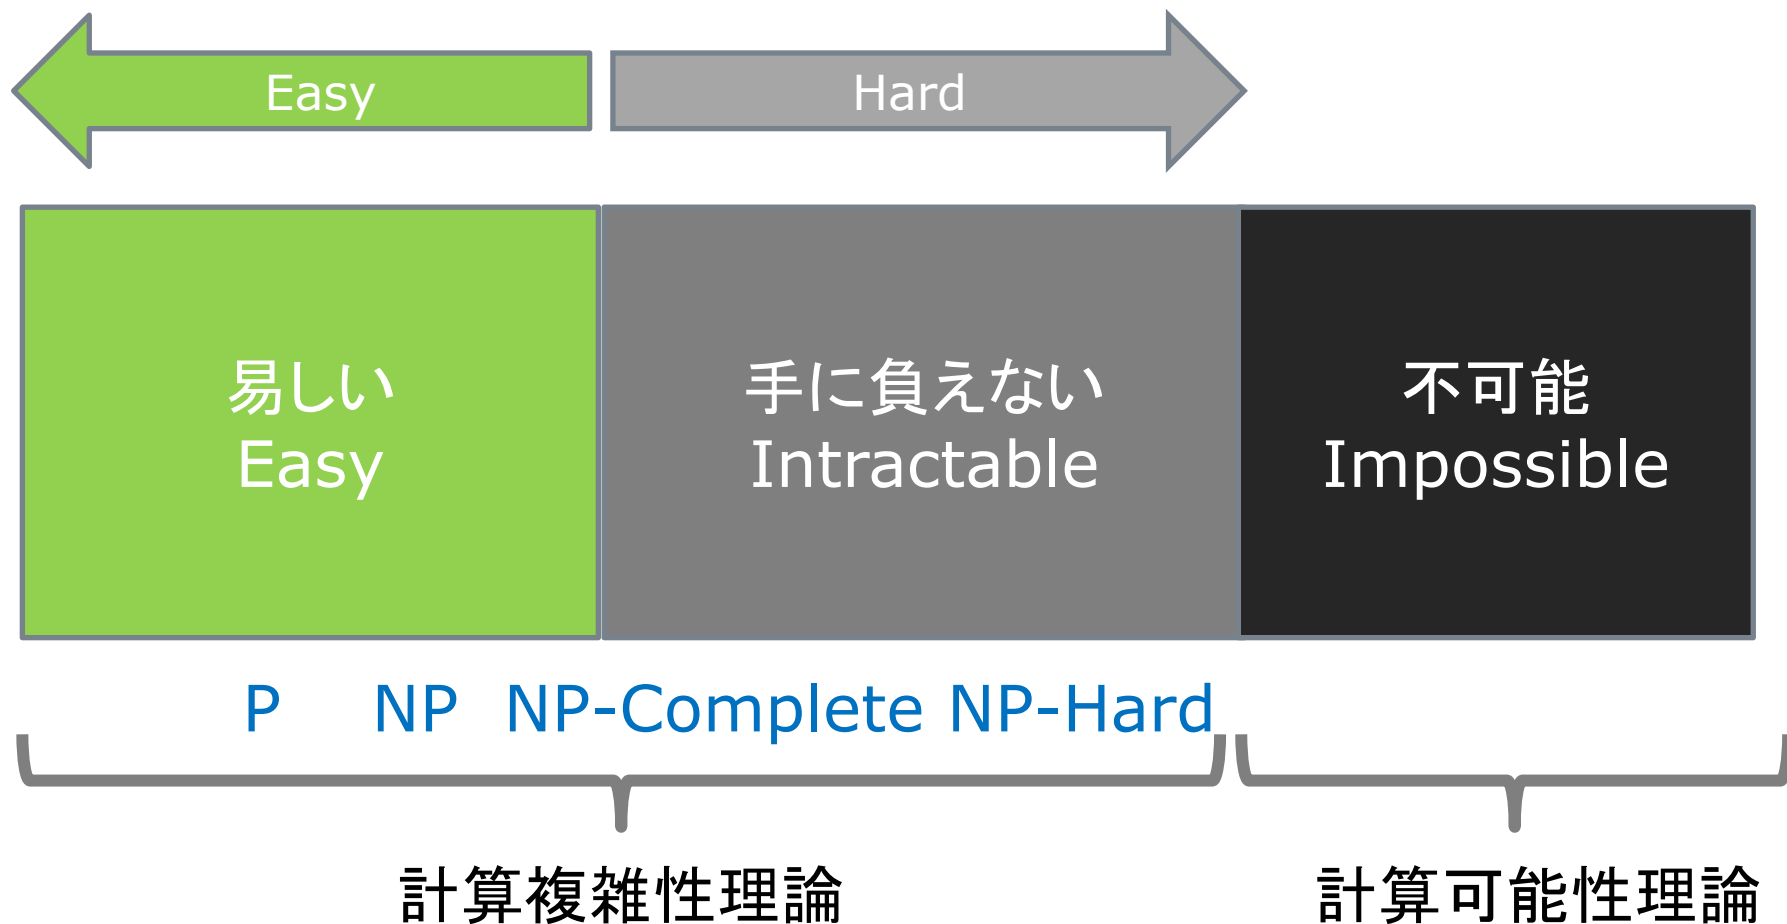 Easy
Hard
易しい
Easy
手に負えない
Intractable
不可能
Impossible
P NP NP-Complete NP-Hard
計算複雑性理論
計算可能性理論